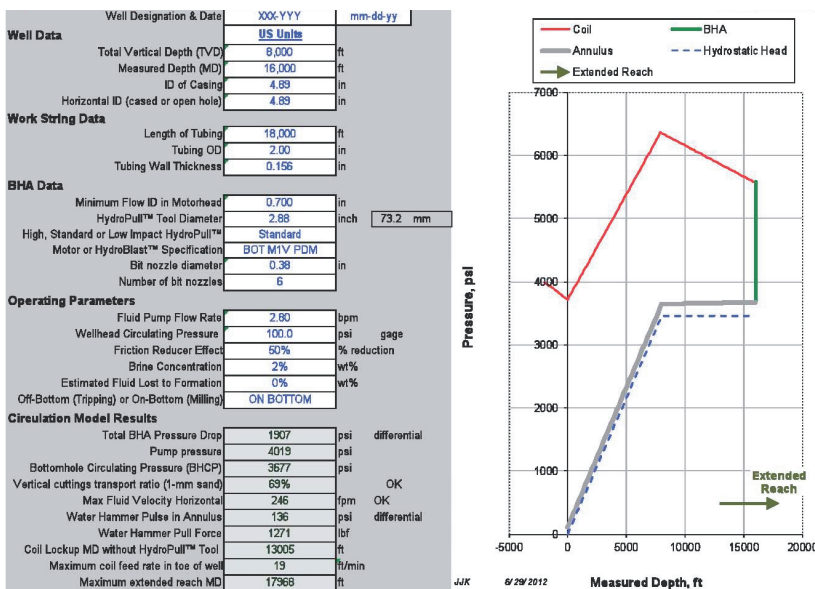 Well Designation & Date XXX-YYY mm-dd-yy
Well Data US Units
Total Vertical Depth (TVD) 8,000 ft
Measured Depth (MD) 16,000 ft
ID of Casing 4.89 in
Horizontal ID (cased or open hole) 4.89 in
Work String Data
Length of Tubing 18,000 ft
Tubing OD 2.00 in
Tubing Wall Thickness 0.156 in
BHA Data
Minimum Flow ID in Motorhead 0.700 in
HydroPull™ Tool Diameter 2.88 inch 73.2 mm
High, Standard or Low Impact HydroPull™ Standard
Motor or HydroBlast™ Specification BOT M1V PDM
Bit nozzle diameter 0.38 in
Number of bit nozzles 6
Operating Parameters
Fluid Pump Flow Rate 2.80 bpm
Wellhead Circulating Pressure 100.0 psi gage
Friction Reducer Effect 50% % reduction
Brine Concentration 2% wt%
Estimated Fluid Lost to Formation 0% wt%
Off-Bottom (Tripping) or On-Bottom (Milling) ON BOTTOM
Circulation Model Results
Total BHA Pressure Drop 1907 psi differential
Pump pressure 4019 psi
Bottomhole Circulating Pressure (BHCP) 3677 psi
Vertical cuttings transport ratio (1-mm sand) 69% OK
Max Fluid Velocity Horizontal 246 fpm OK
Water Hammer Pulse in Annulus 136 psi differential
Water Hammer Pull Force 1271 lbf
Coil Lockup MD without HydroPull™ Tool 13005 ft
Maximum coil feed rate in toe of well 19 ft/min
Maximum extended reach MD 17968 ft
Coil BHA
Annulus Hydrostatic Head
Extended Reach
7000
6000
5000
4000
3000
2000
1000
0
Pressure, psi
Extended
Reach
-5000 0 5000 10000 15000 20000
JJK 6/29/2012 Measured Depth, ft